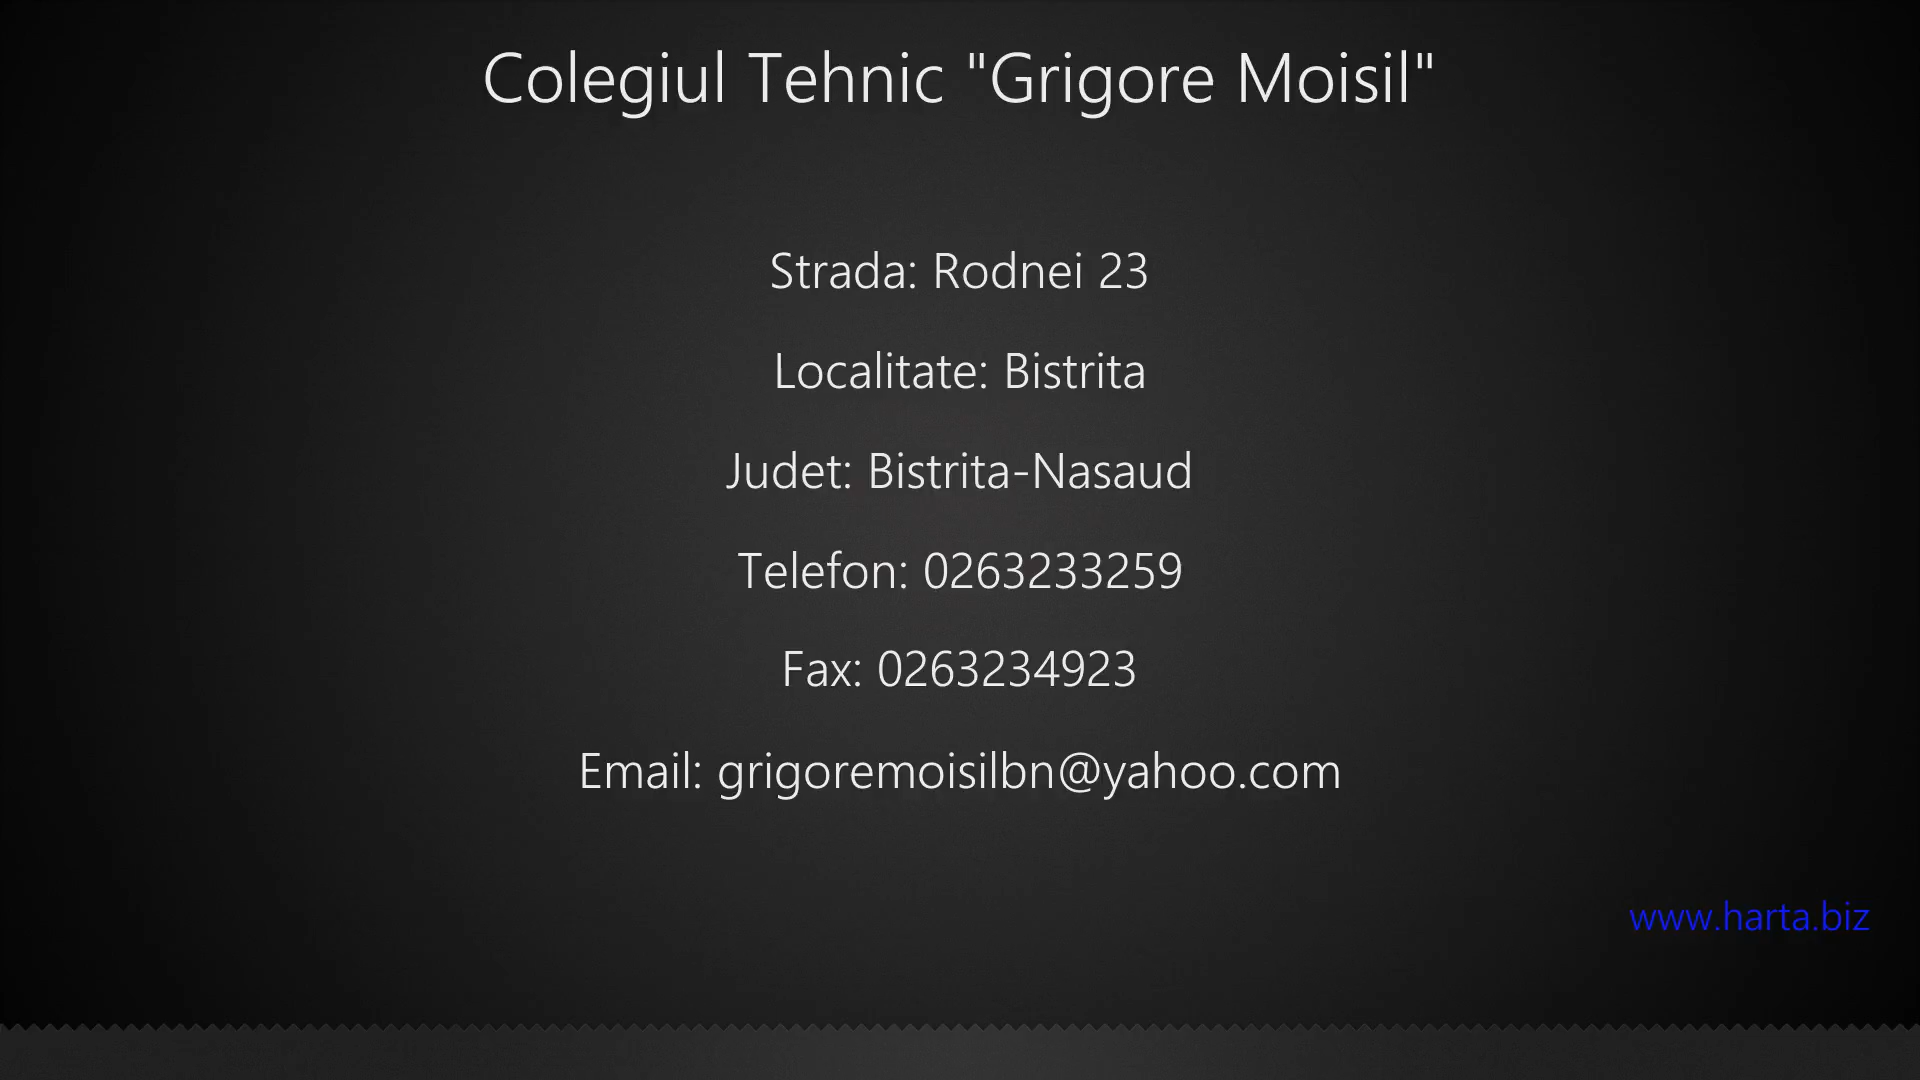 Colegiul Tehnic "Grigore Moisil"
Strada: Rodnei 23
Localitate: Bistrita
Judet: Bistrita-Nasaud
Telefon: 0263233259
Fax: 0263234923
Email: grigoremoisilbn@yahoo.com
www.harta.biz